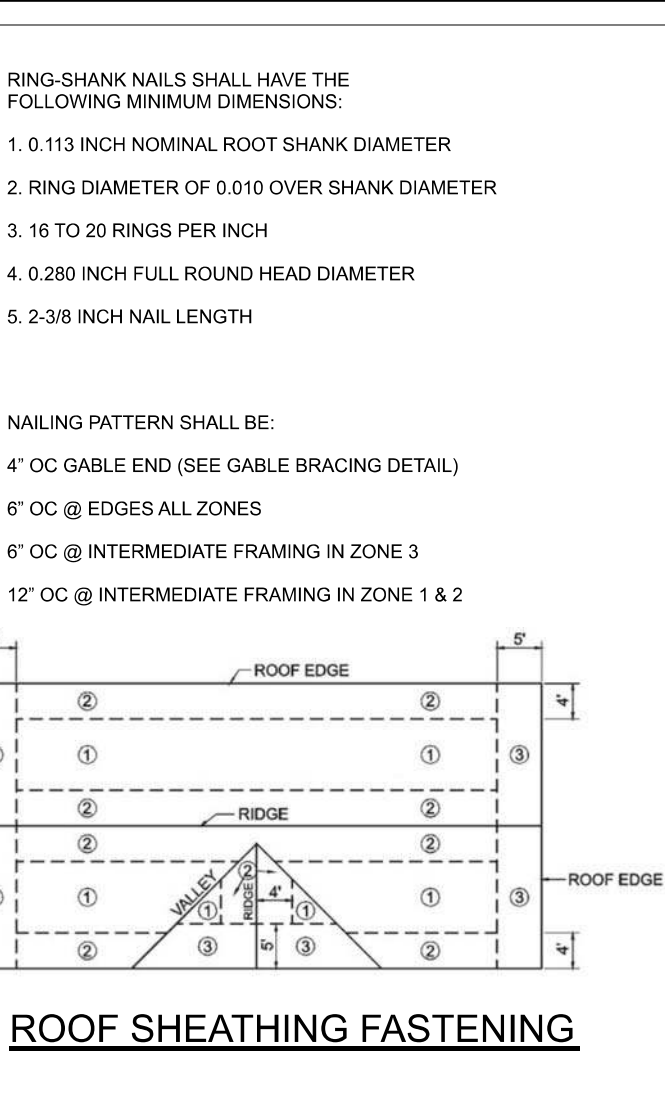 RING-SHANK NAILS SHALL HAVE THE
FOLLOWING MINIMUM DIMENSIONS:
1. 0.113 INCH NOMINAL ROOT SHANK DIAMETER
2. RING DIAMETER OF 0.010 OVER SHANK DIAMETER
3. 16 TO 20 RINGS PER INCH
4. 0.280 INCH FULL ROUND HEAD DIAMETER
5. 2-3/8 INCH NAIL LENGTH
NAILING PATTERN SHALL BE:
4” OC GABLE END (SEE GABLE BRACING DETAIL)
6” OC @ EDGES ALL ZONES
6” OC @ INTERMEDIATE FRAMING IN ZONE 3
12” OC @ INTERMEDIATE FRAMING IN ZONE 1 & 2
5'
ROOF EDGE
② ② 4'
① ① ③
② ②
RIDGE
② ②
②
VALLEY
RIDGE
4'
ROOF EDGE
① ① ① ① ③
② ③ 5' ③ ② 4'
ROOF SHEATHING FASTENING